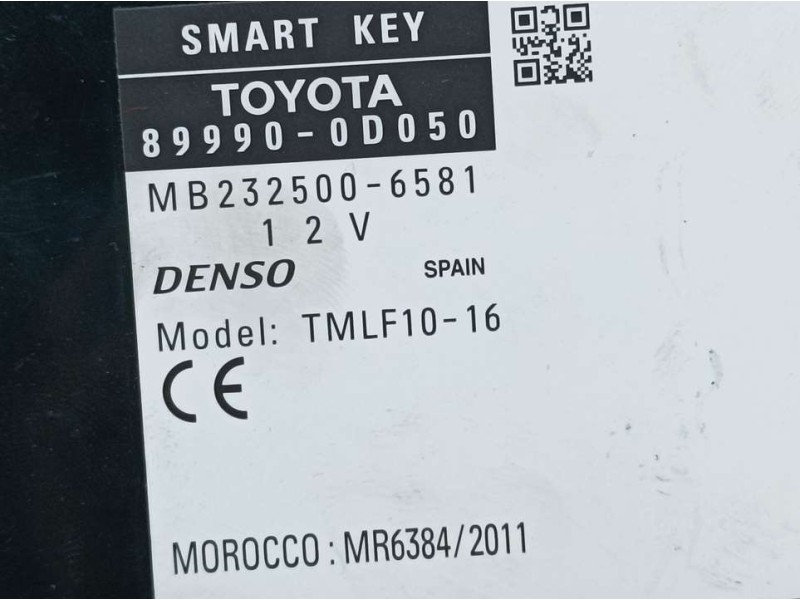 SMART KEY
TOYOTA
89990-0D050
MB232500-6581
12V
DENSO SPAIN
Model: TMLF10-16
CE
MOROCCO: MR6384/2011